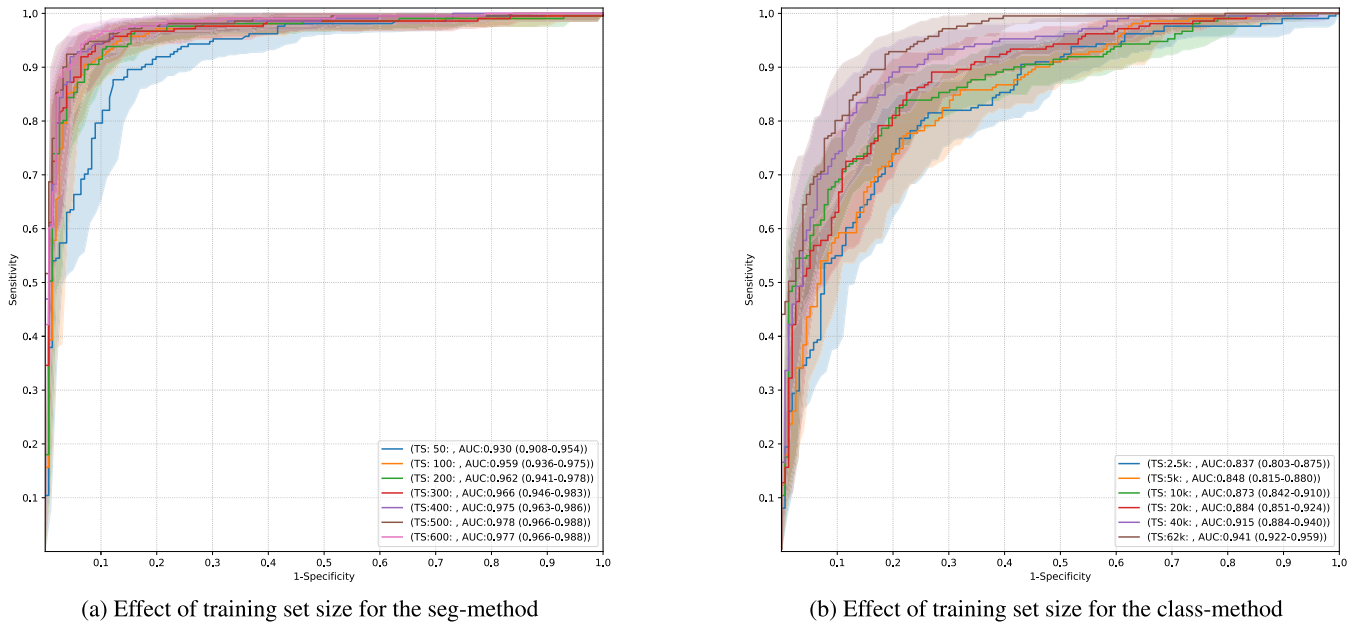 1.0
0.9
0.8
0.7
0.6
0.5
0.4
0.3
0.2
0.1
Sensitivity
0.1 0.2 0.3 0.4 0.5 0.6 0.7 0.8 0.9 1.0
1-Specificity
(TS: 50: , AUC:0.930 (0.908-0.954))
(TS: 100: , AUC:0.959 (0.936-0.975))
(TS: 200: , AUC:0.962 (0.941-0.978))
(TS:300: , AUC:0.966 (0.946-0.983))
(TS:400: , AUC:0.975 (0.963-0.986))
(TS:500: , AUC:0.978 (0.966-0.988))
(TS:600: , AUC:0.977 (0.966-0.988))
(a) Effect of training set size for the seg-method
1.0
0.9
0.8
0.7
0.6
0.5
0.4
0.3
0.2
0.1
Sensitivity
0.1 0.2 0.3 0.4 0.5 0.6 0.7 0.8 0.9 1.0
1-Specificity
(TS:2.5k: , AUC:0.837 (0.803-0.875))
(TS:5k: , AUC:0.848 (0.815-0.880))
(TS: 10k: , AUC:0.873 (0.842-0.910))
(TS: 20k: , AUC:0.884 (0.851-0.924))
(TS: 40k: , AUC:0.915 (0.884-0.940))
(TS:62k: , AUC:0.941 (0.922-0.959))
(b) Effect of training set size for the class-method